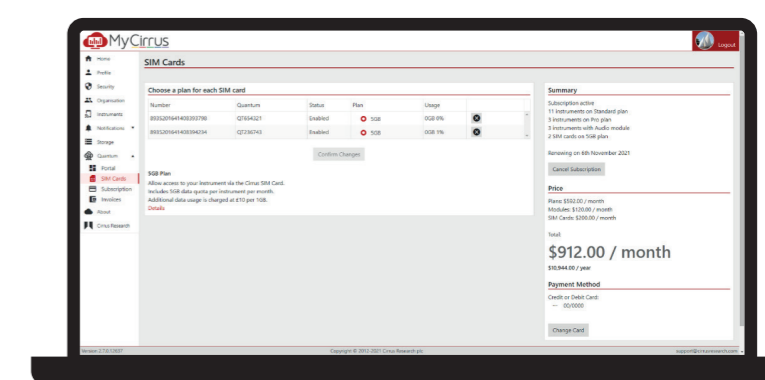 MyCirrus
Logout
Home
Profile
Security
Organisation
Instruments
Notifications
Storage
Quantum
Portal
SIM Cards
Subscription
Invoices
About
Cirrus Research
SIM Cards
Choose a plan for each SIM card
Number Quantum Status Plan Usage
Enabled 5GB 0GB 0%
Enabled 5GB 0GB 1%
Confirm Changes
5GB Plan
Allow access to your instrument via the Cirrus SIM Card.
Includes 5GB data quota per instrument per month.
Additional data usage is charged at £10 per 1GB.
Details
Summary
Subscription active
11 instruments on Standard plan
3 instruments on Pro plan
3 instruments with Audio module
2 SIM cards on 5GB plan
Renewing on 6th November 2021
Cancel Subscription
Price
Plans: $592.00 / month
Modules: $120.00 / month
SIM Cards: $200.00 / month
Total:
$912.00 / month
$10,944.00 / year
Payment Method
Credit or Debit Card:
00/0000
Change Card
Copyright © 2012-2021 Cirrus Research plc
support@cirrusresearch.com